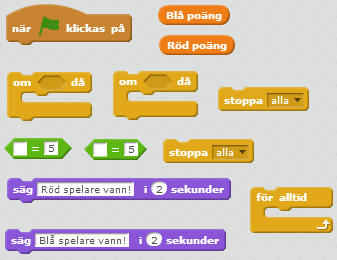 när klickas på
Blå poäng
Röd poäng
om då
om då
stoppa alla
= 5
= 5
stoppa alla
säg Röd spelare vann! i 2 sekunder
för alltid
säg Blå spelare vann! i 2 sekunder